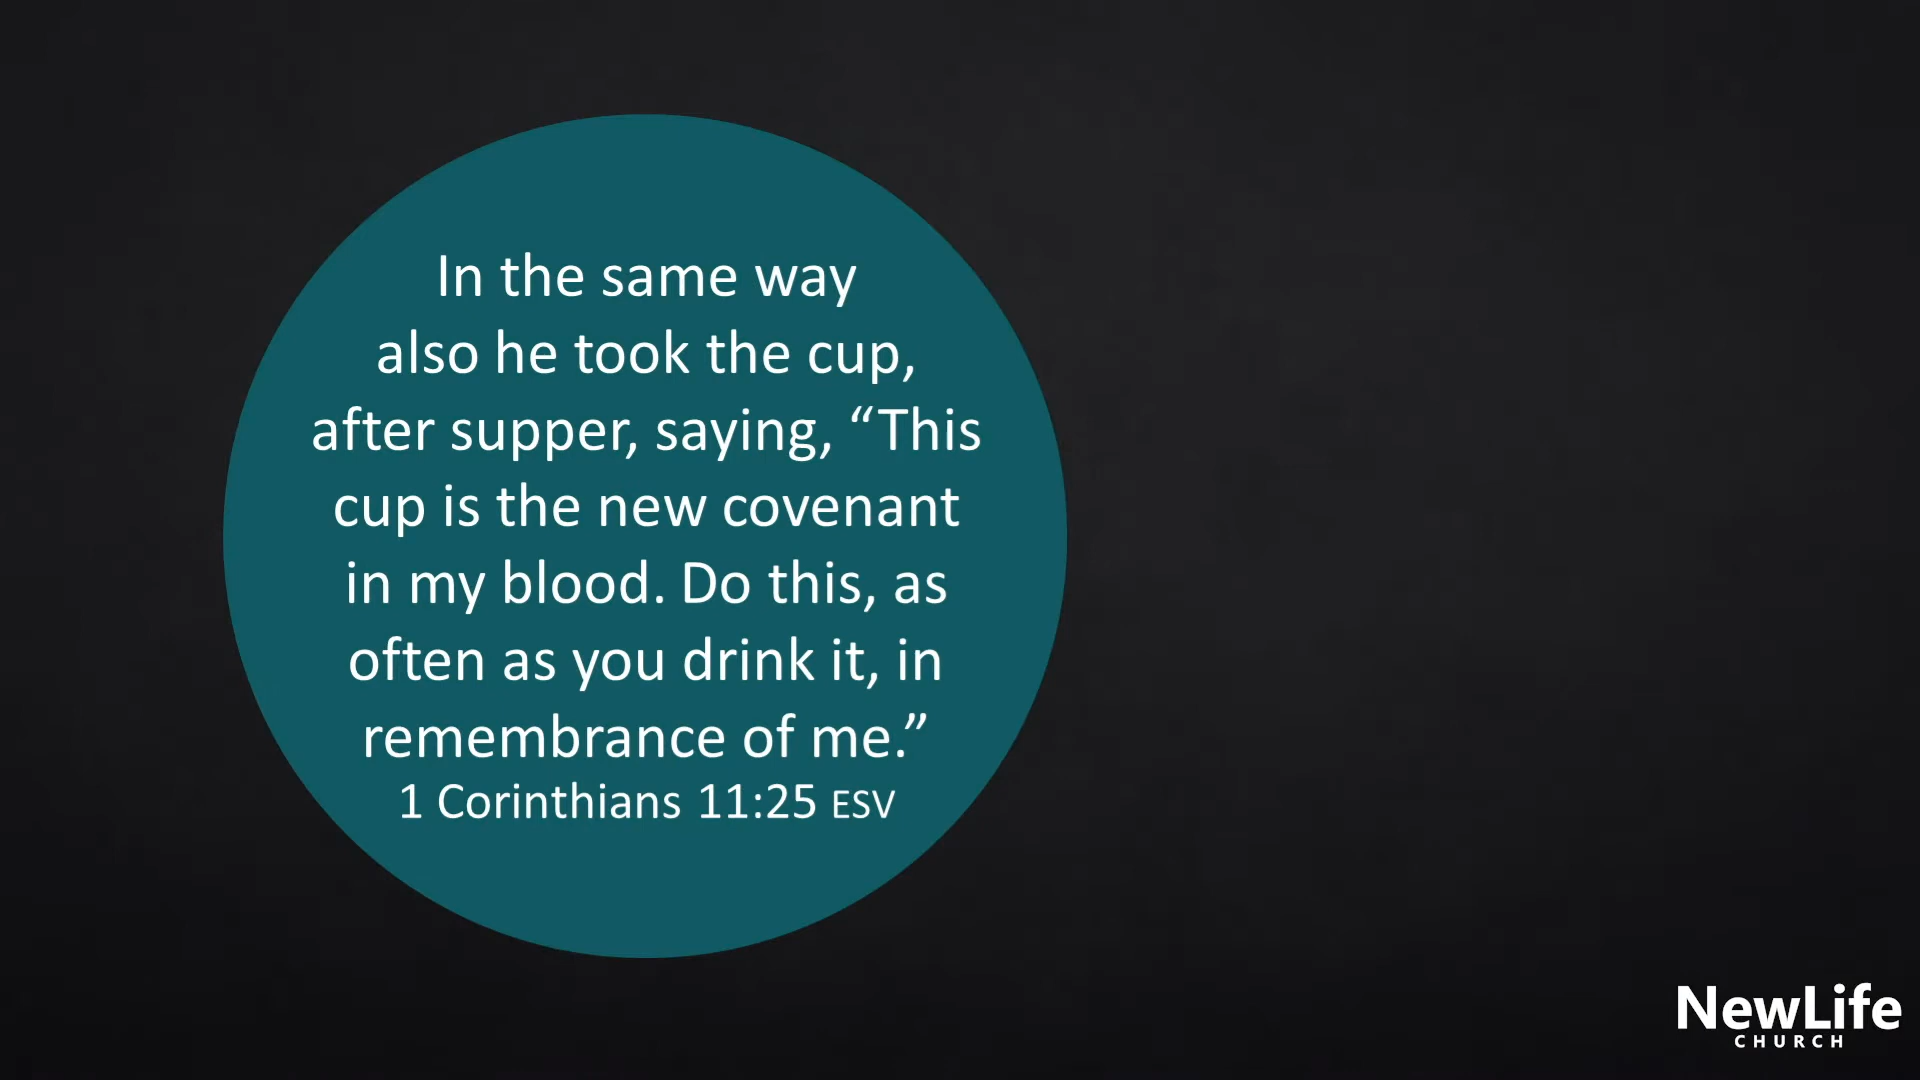 In the same way
also he took the cup,
after supper, saying, “This
cup is the new covenant
in my blood. Do this, as
often as you drink it, in
remembrance of me.”
1 Corinthians 11:25 ESV
NewLife
CHURCH